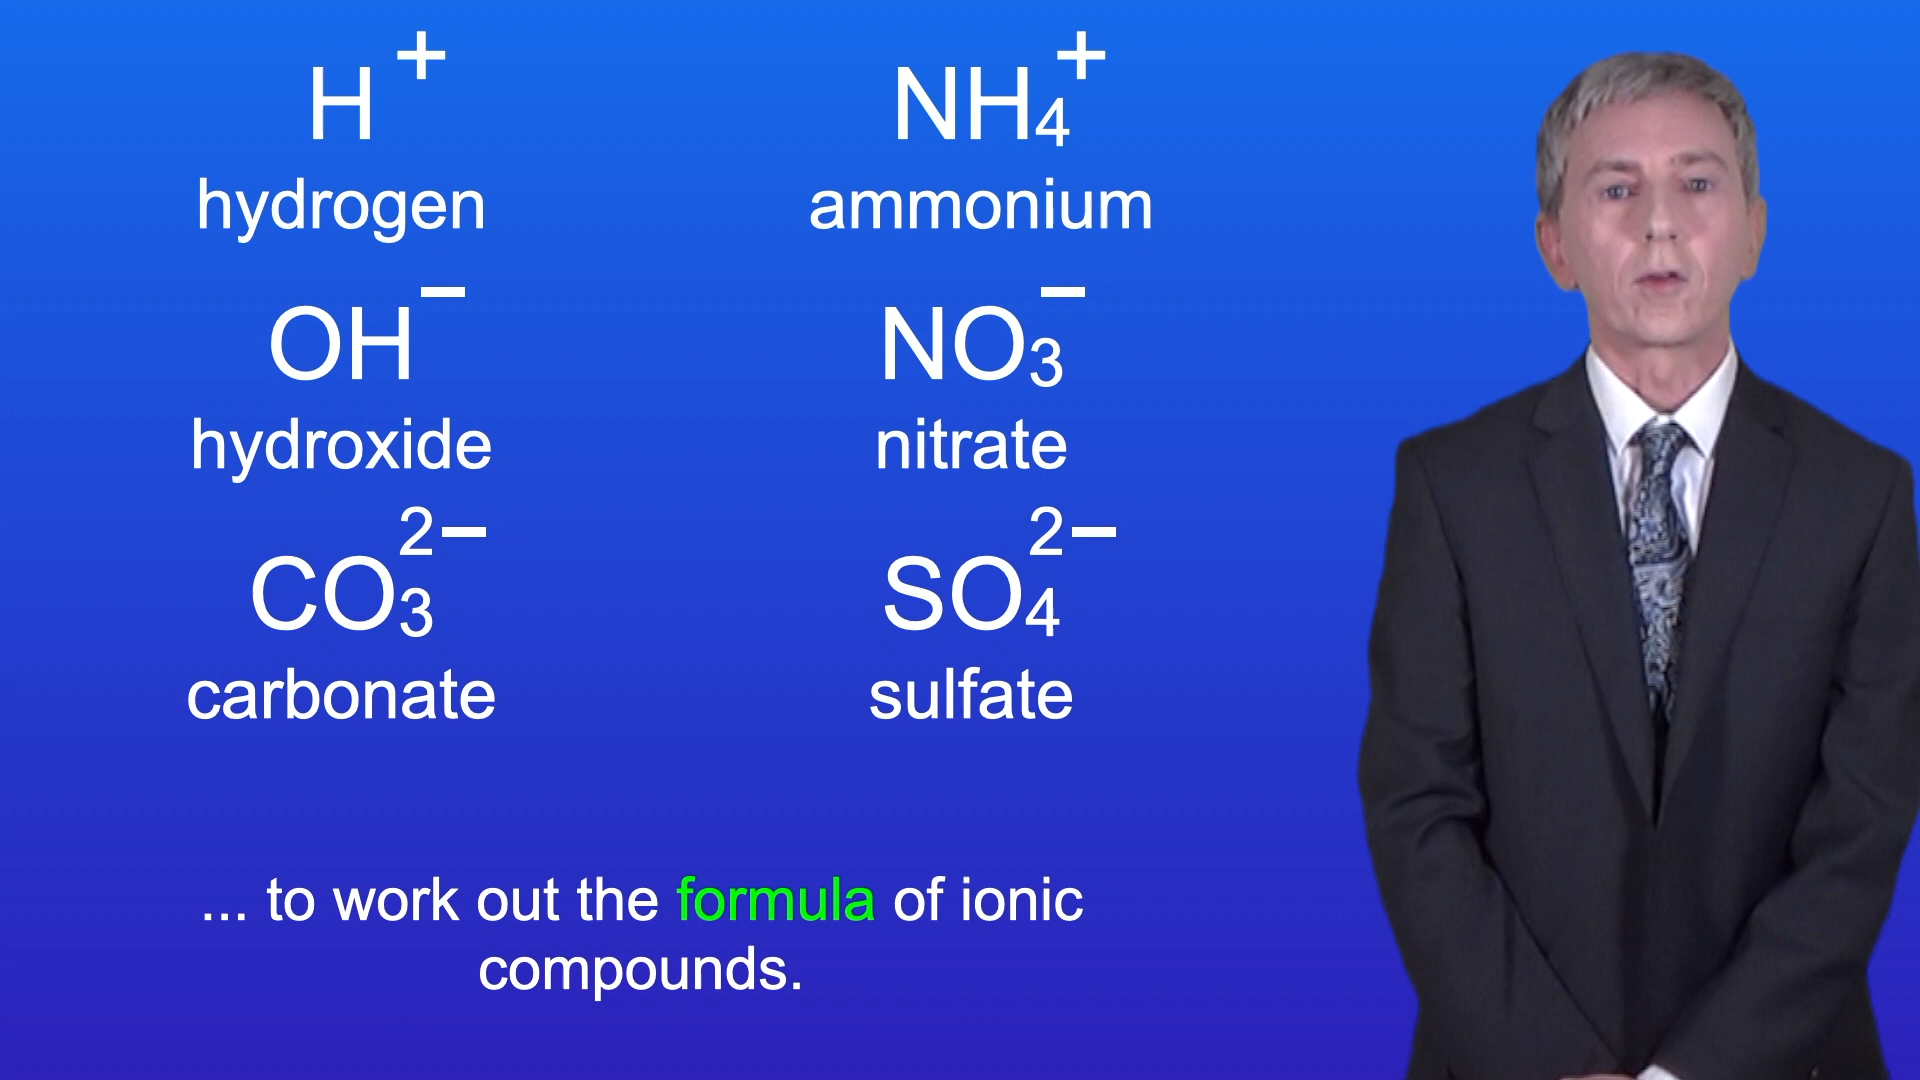 H⁺ NH₄⁺
hydrogen ammonium
OH⁻ NO₃⁻
hydroxide nitrate
CO₃²⁻ SO₄²⁻
carbonate sulfate
... to work out the formula of ionic
compounds.